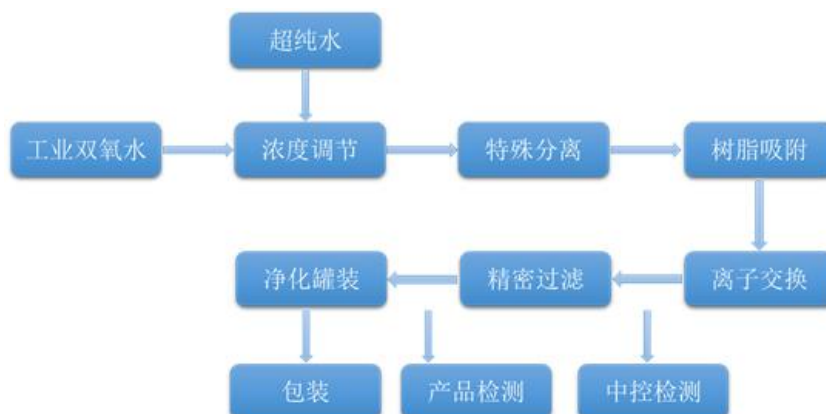 超纯水
工业双氧水
浓度调节
特殊分离
树脂吸附
净化罐装
精密过滤
离子交换
包装
产品检测
中控检测